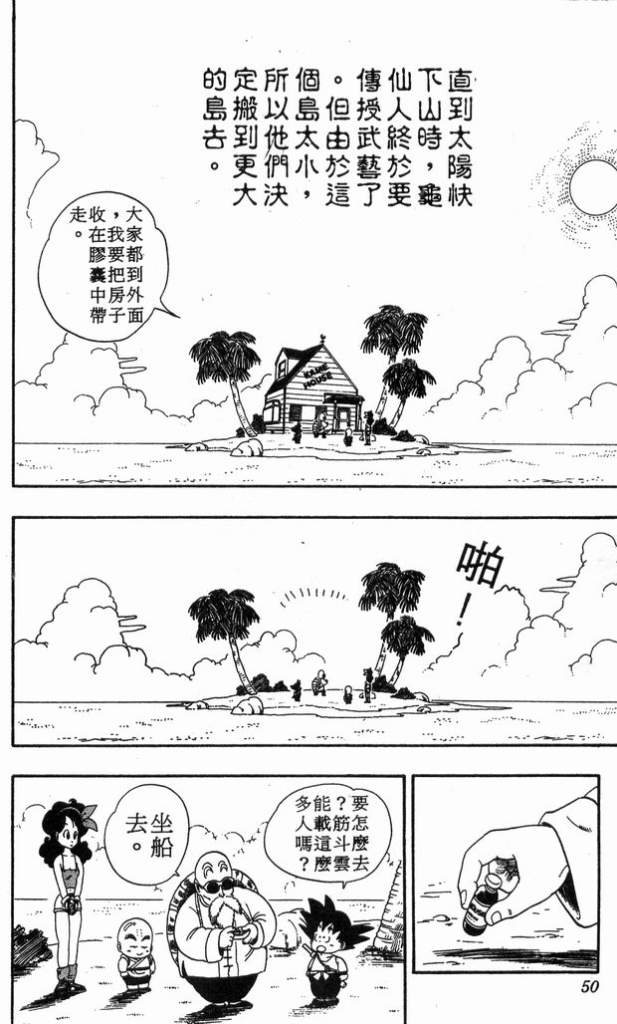 直到太陽快
下山時，龜
仙人終於要
傳授武藝了
。但由於這
個島太小，
所以他們決
定搬到更大
的島去。
大家都到外面
，我要把房子
收在膠囊中帶
走。
KAME
HOUSE
啪！
要怎麼去
？筋斗雲
能載這麼
多人嗎？
坐船
去。
50